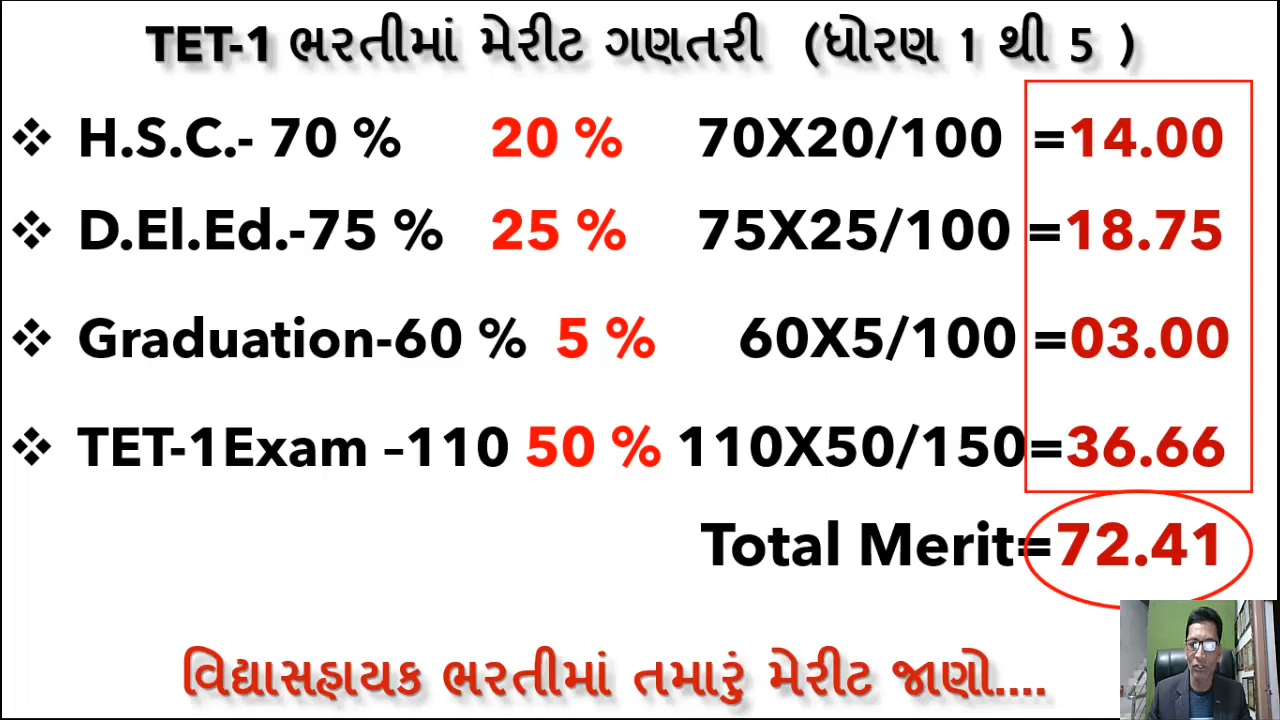 TET-1 ભરતીમાં મેરીટ ગણતરી (ધોરણ 1 થી 5 )
❖ H.S.C.- 70 % 20 % 70X20/100 =14.00
❖ D.El.Ed.-75 % 25 % 75X25/100 =18.75
❖ Graduation-60 % 5 % 60X5/100 =03.00
❖ TET-1Exam –110 50 % 110X50/150=36.66
Total Merit=72.41
વિદ્યાસહાયક ભરતીમાં તમારું મેરીટ જાણો....